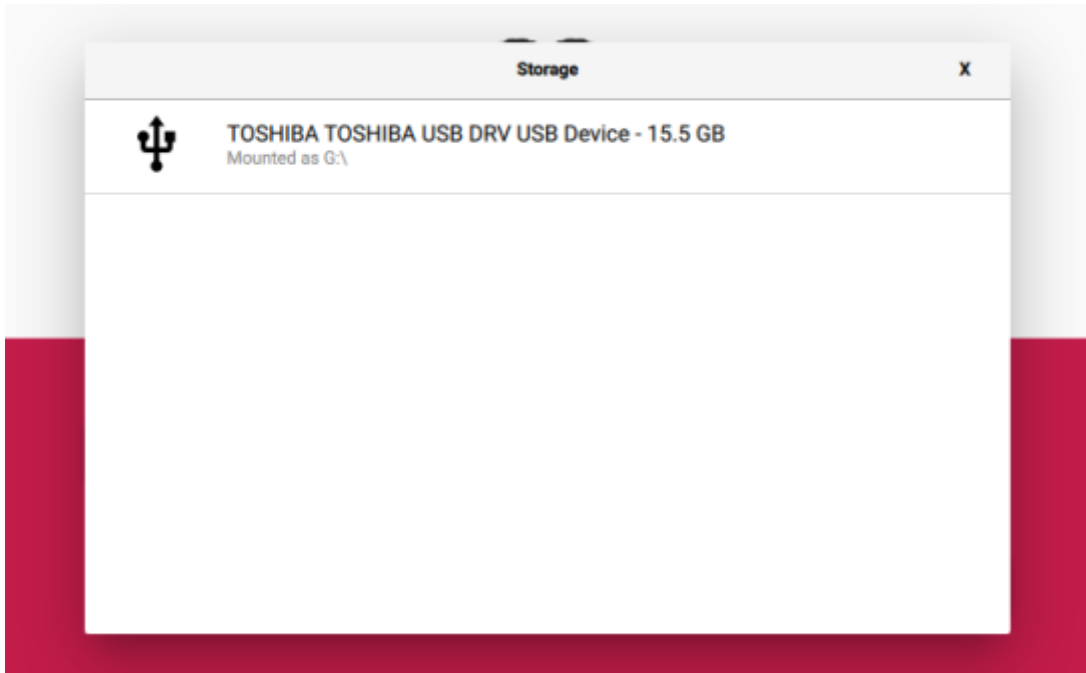 Storage
X
TOSHIBA TOSHIBA USB DRV USB Device - 15.5 GB
Mounted as G:\